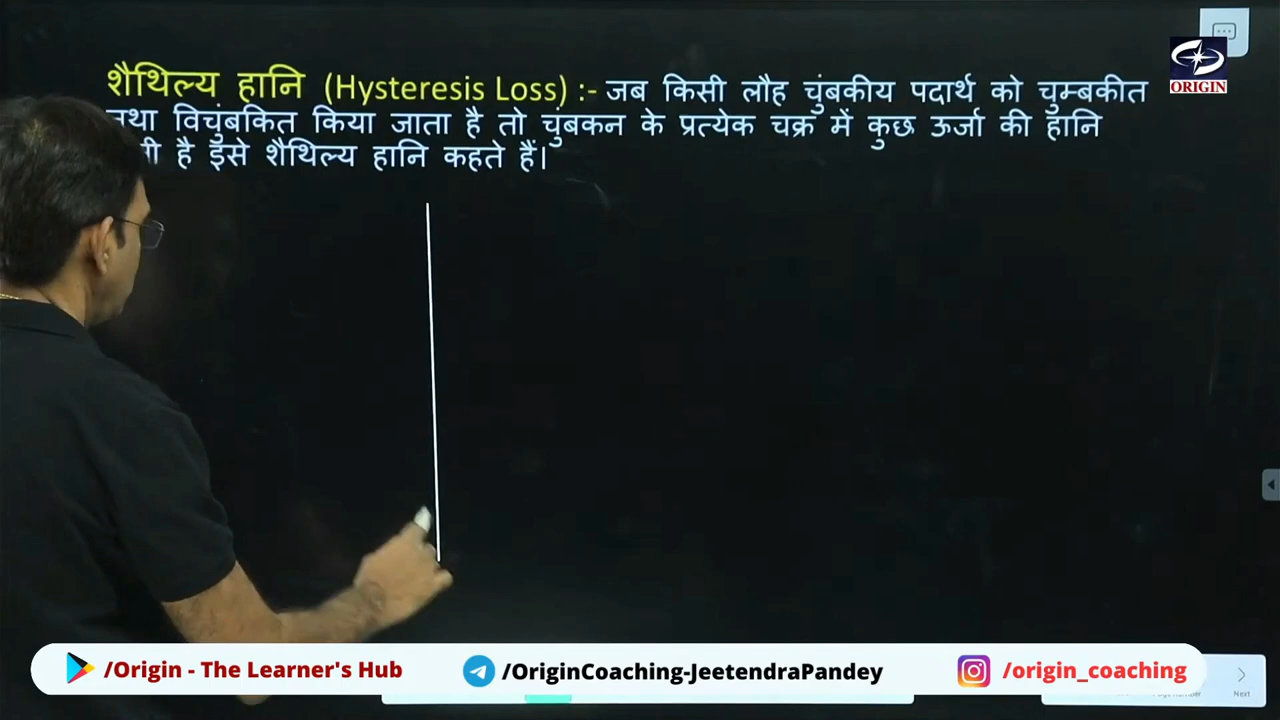 शैथिल्य हानि (Hysteresis Loss) :- जब किसी लौह चुंबकीय पदार्थ को चुम्बकीत
तथा विचुंबकित किया जाता है तो चुबकन के प्रत्येक चक्र में कुछ ऊर्जा की हानि
है इसे शैथिल्य हानि कहते हैं।
ORIGIN
/Origin - The Learner's Hub
/OriginCoaching-JeetendraPandey
/origin_coaching
Next